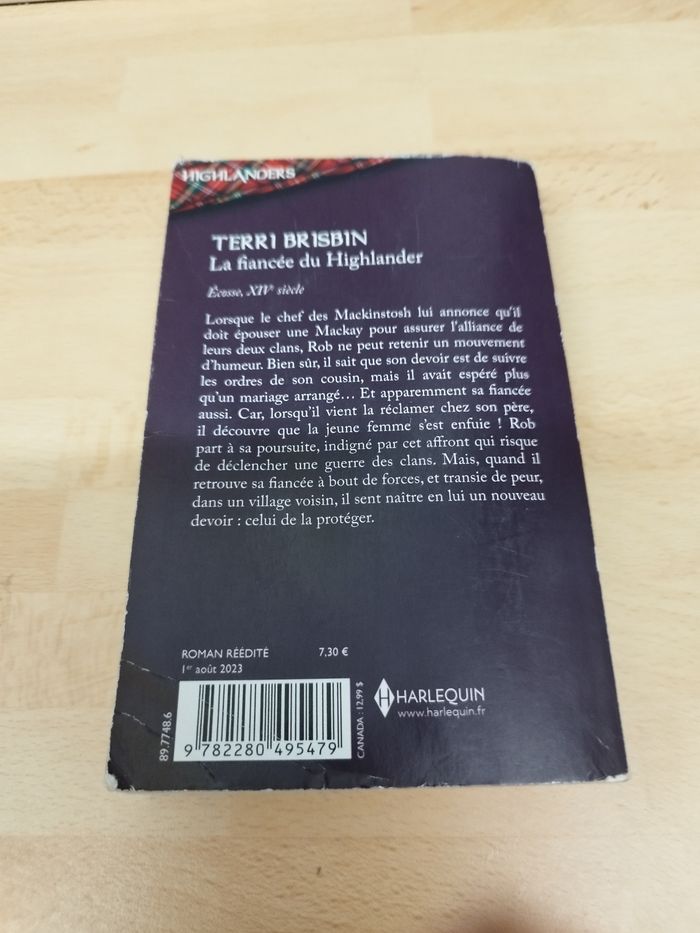 HIGHLANDERS
TERRI BRISBIN
La fiancée du Highlander
Écosse, XIVe siècle
Lorsque le chef des Mackinstosh lui annonce qu'il
doit épouser une Mackay pour assurer l'alliance de
leurs deux clans, Rob ne peut retenir un mouvement
d'humeur. Bien sûr, il sait que son devoir est de suivre
les ordres de son cousin, mais il avait espéré plus
qu'un mariage arrangé... Et apparemment sa fiancée
aussi. Car, lorsqu'il vient la réclamer chez son père,
il découvre que la jeune femme s'est enfuie ! Rob
part à sa poursuite, indigné par cet affront qui risque
de déclencher une guerre des clans. Mais, quand il
retrouve sa fiancée à bout de forces, et transie de peur,
dans un village voisin, il sent naître en lui un nouveau
devoir : celui de la protéger.
ROMAN RÉÉDITÉ 7,30 €
1er août 2023
89.7748.6
9 782280 495479
CANADA : 12,99 $
H HARLEQUIN
www.harlequin.fr